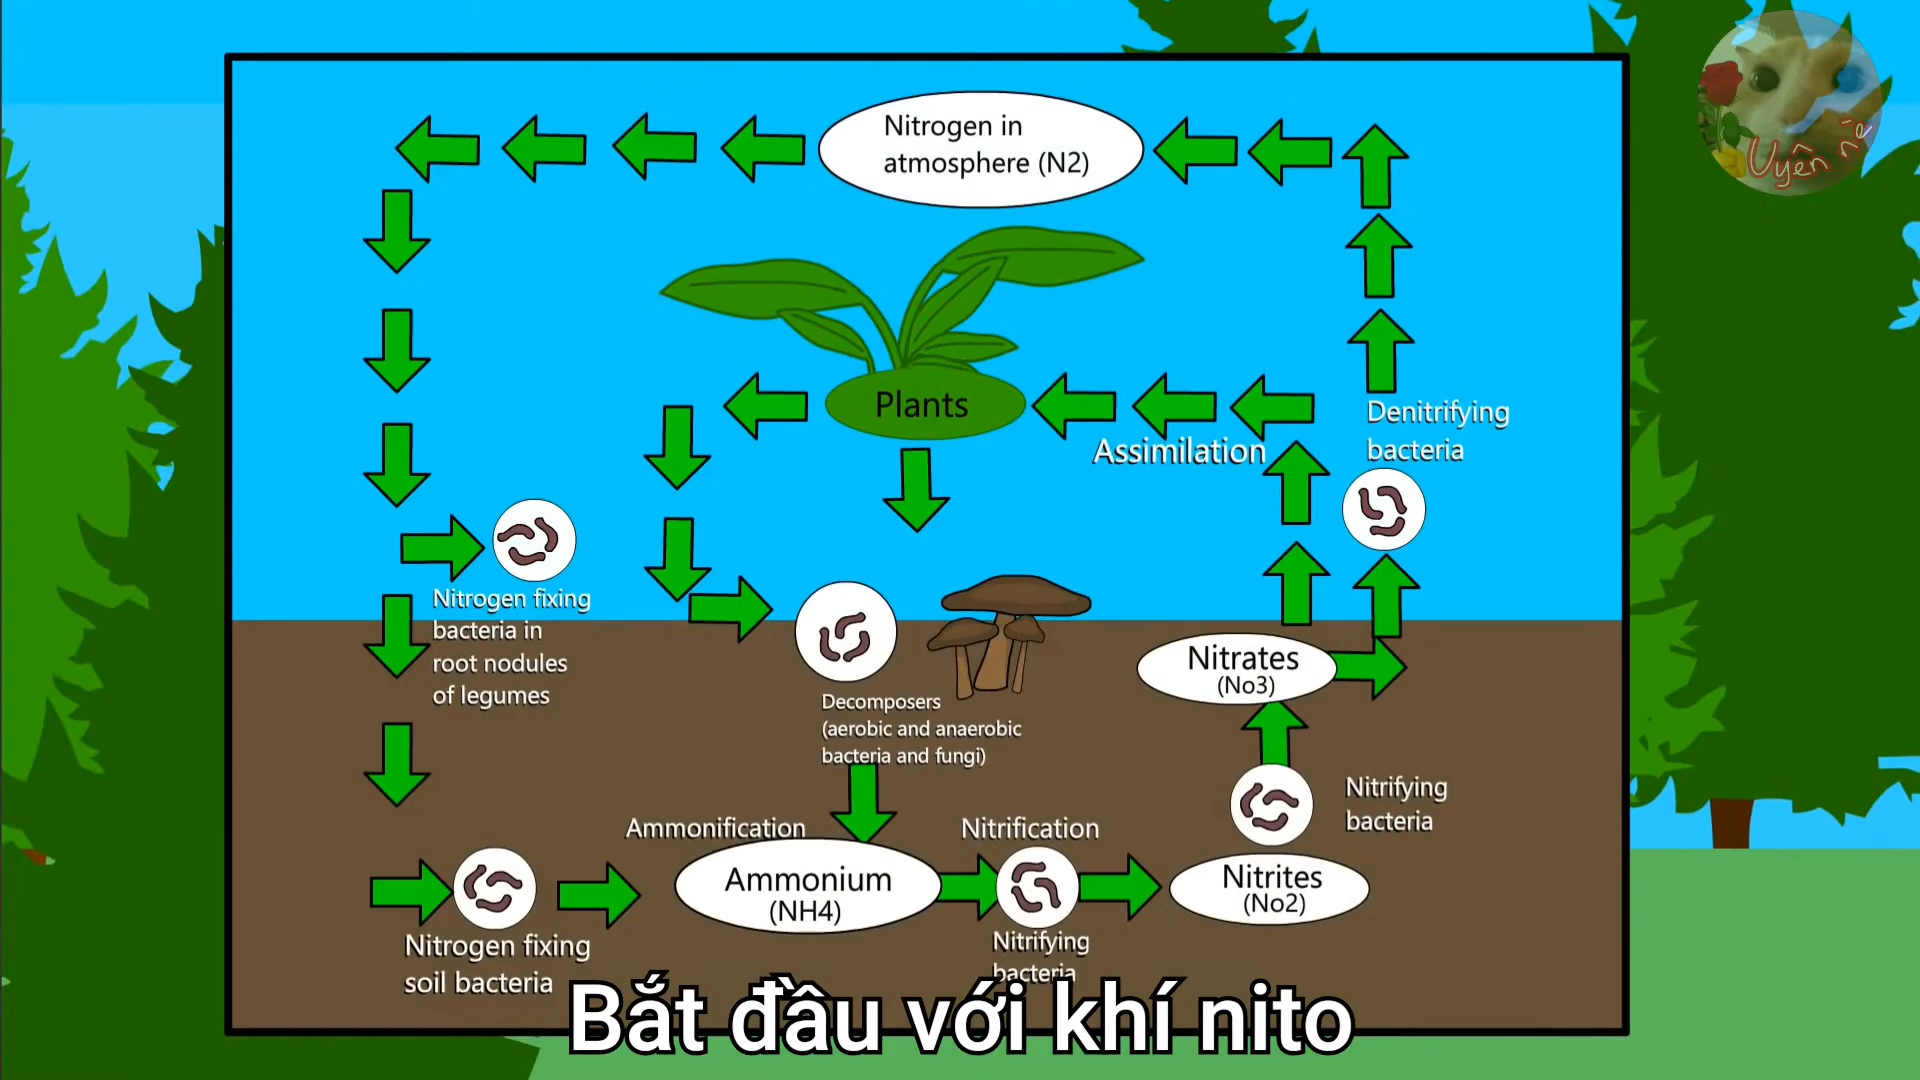 Nitrogen in
atmosphere (N2)
Uyên nè
Plants
Assimilation
Denitrifying
bacteria
Nitrogen fixing
bacteria in
root nodules
of legumes
Decomposers
(aerobic and anaerobic
bacteria and fungi)
Nitrates
(No3)
Nitrifying
bacteria
Ammonification
Nitrification
Ammonium
(NH4)
Nitrites
(No2)
Nitrogen fixing
soil bacteria
Nitrifying
bacteria
Bắt đầu với khí nito